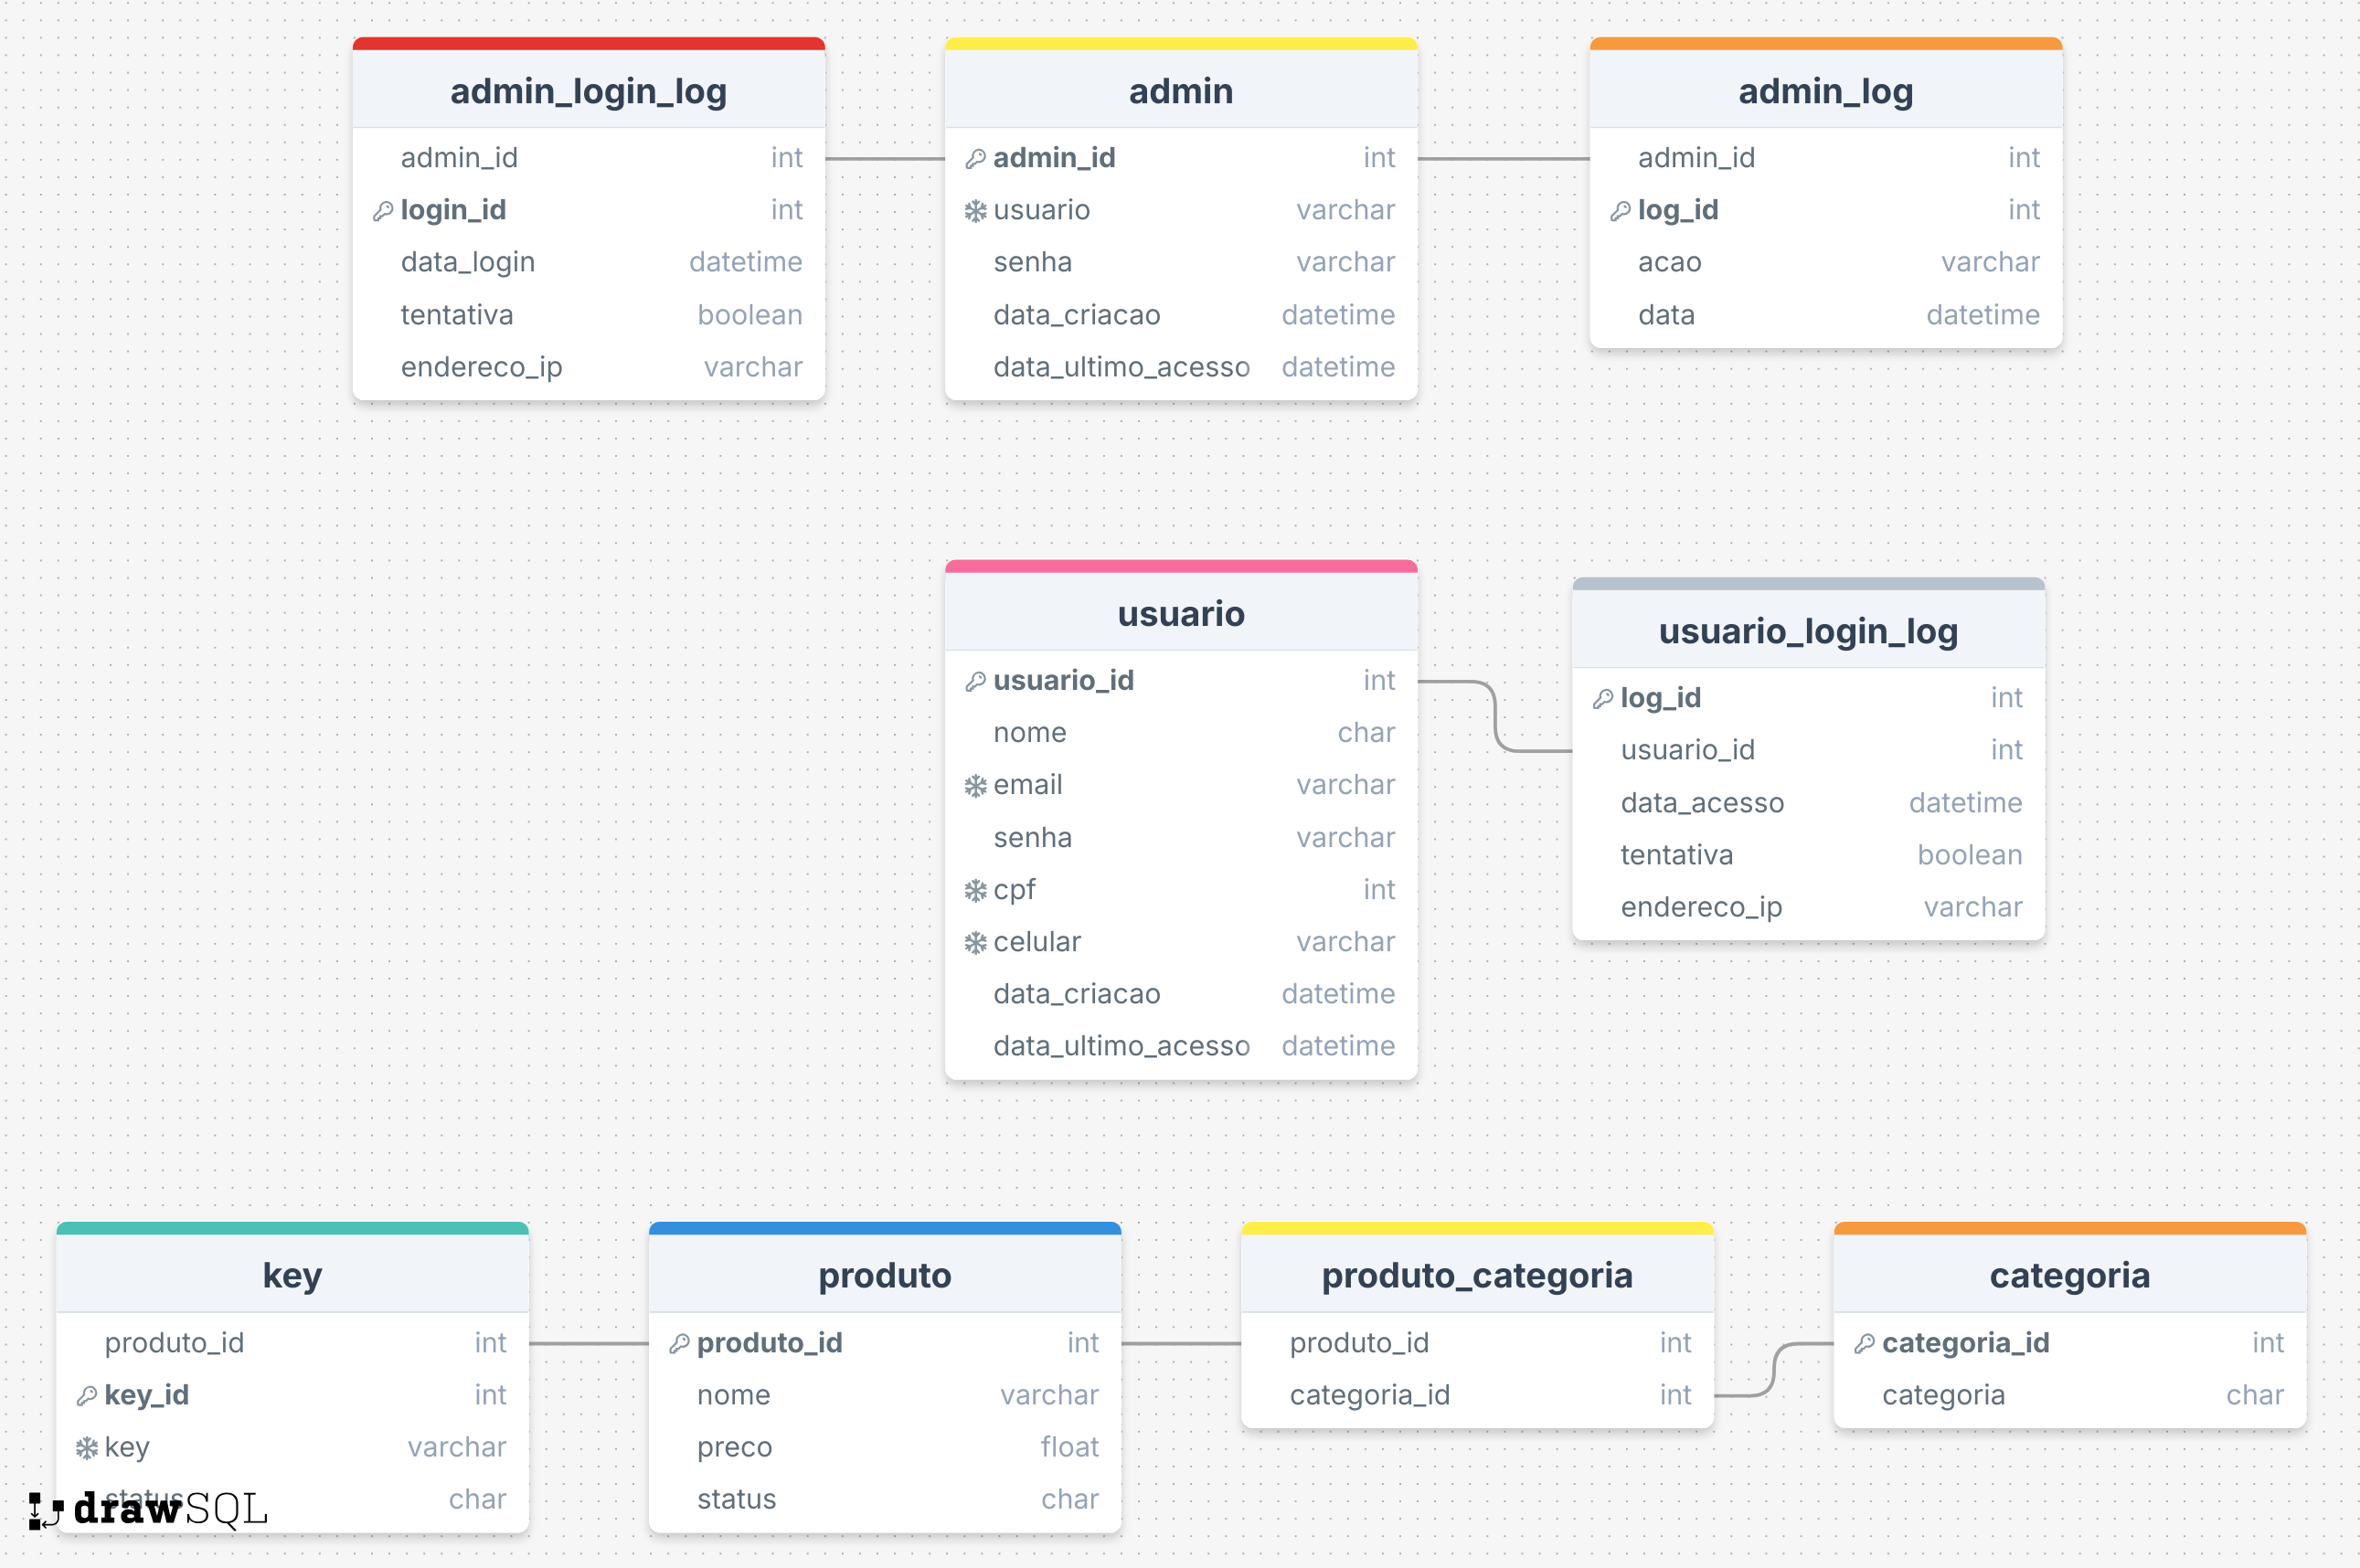 admin_login_log
admin_id int
login_id int
data_login datetime
tentativa boolean
endereco_ip varchar
admin
admin_id int
usuario varchar
senha varchar
data_criacao datetime
data_ultimo_acesso datetime
admin_log
admin_id int
log_id int
acao varchar
data datetime
usuario
usuario_id int
nome char
email varchar
senha varchar
cpf int
celular varchar
data_criacao datetime
data_ultimo_acesso datetime
usuario_login_log
log_id int
usuario_id int
data_acesso datetime
tentativa boolean
endereco_ip varchar
key
produto_id int
key_id int
key varchar
status char
produto
produto_id int
nome varchar
preco float
status char
produto_categoria
produto_id int
categoria_id int
categoria
categoria_id int
categoria char
drawSQL